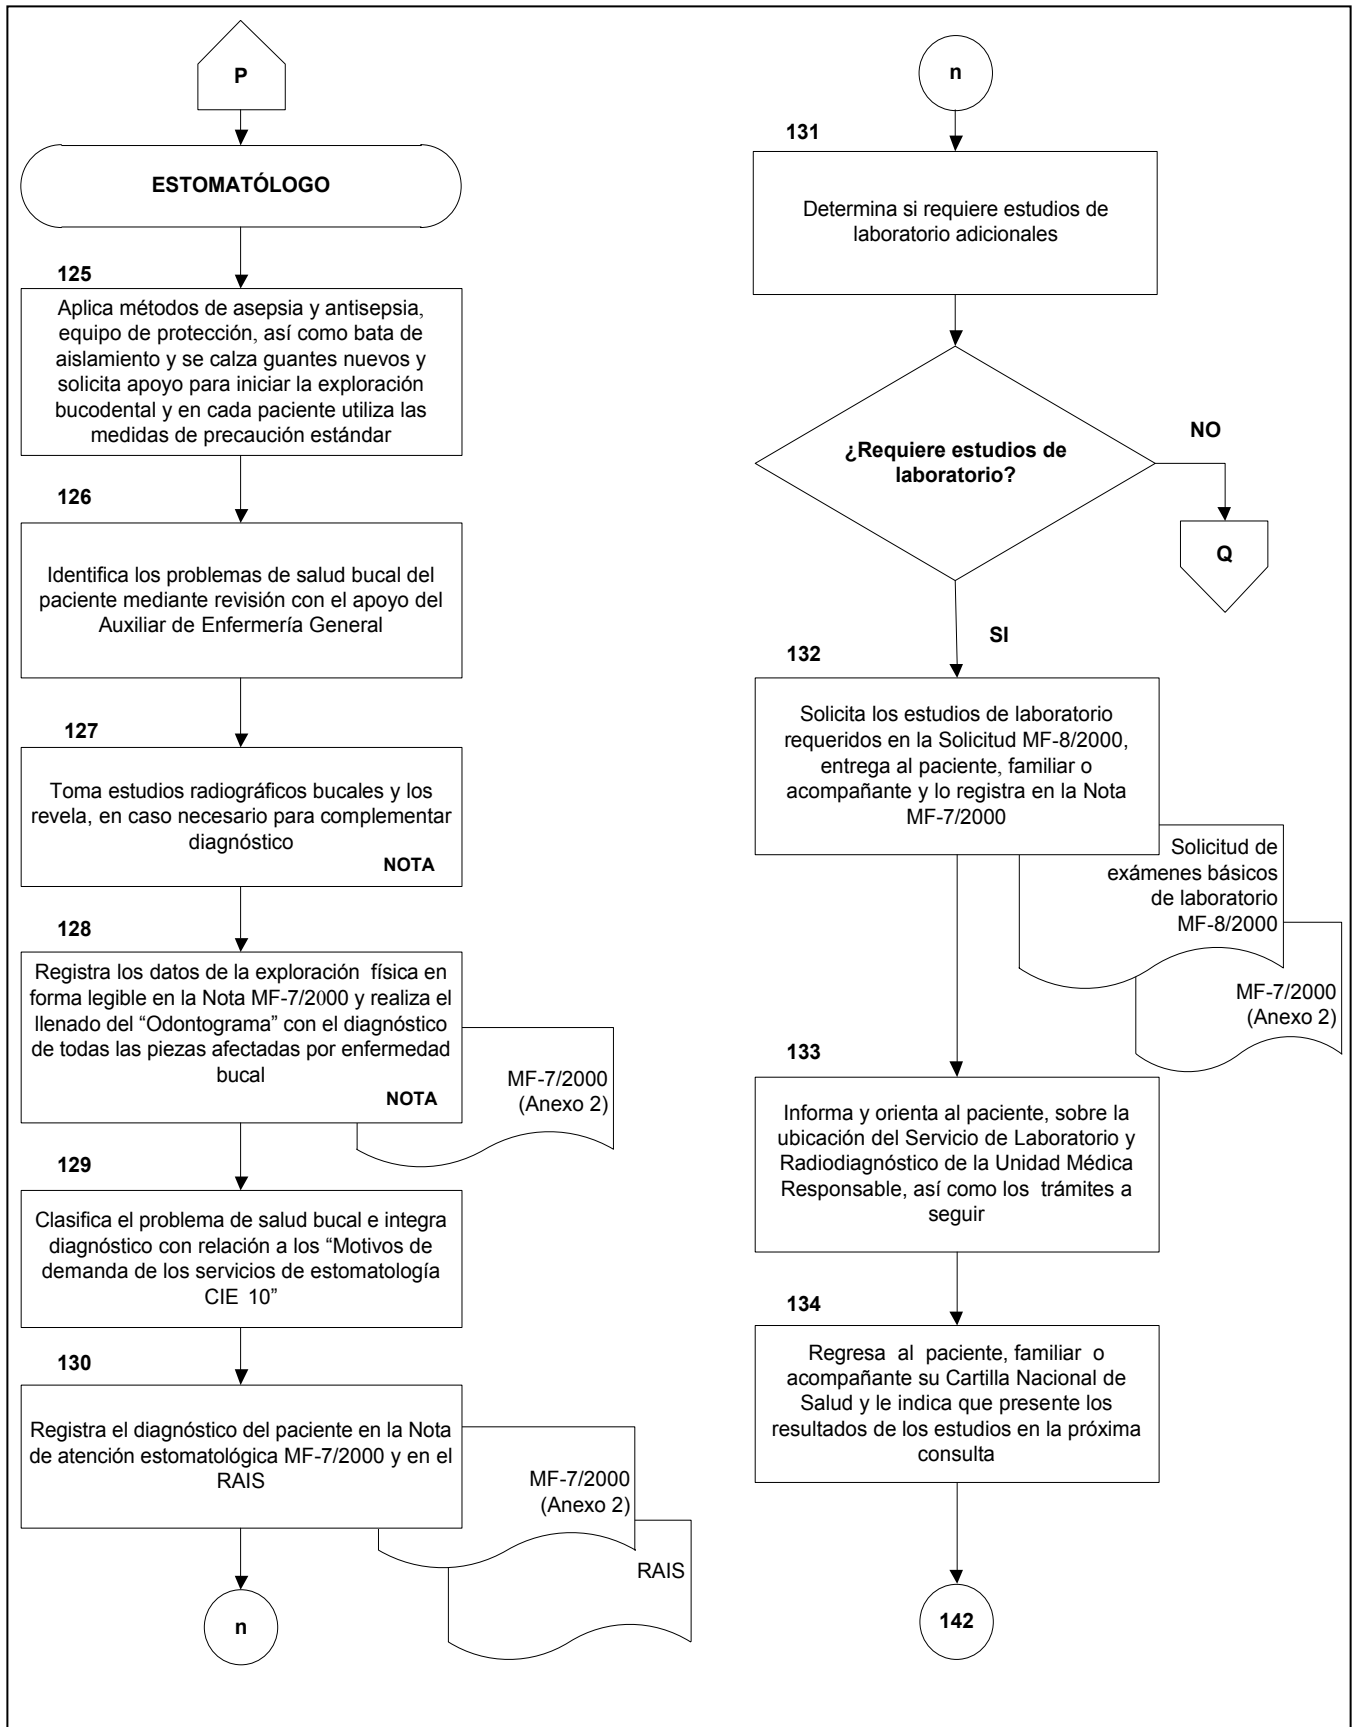 P
ESTOMATÓLOGO
125
Aplica métodos de asepsia y antisepsia,
equipo de protección, así como bata de
aislamiento y se calza guantes nuevos y
solicita apoyo para iniciar la exploración
bucodental y en cada paciente utiliza las
medidas de precaución estándar
126
Identifica los problemas de salud bucal del
paciente mediante revisión con el apoyo del
Auxiliar de Enfermería General
127
Toma estudios radiográficos bucales y los
revela, en caso necesario para complementar
diagnóstico
NOTA
128
Registra los datos de la exploración física en
forma legible en la Nota MF-7/2000 y realiza el
llenado del “Odontograma” con el diagnóstico
de todas las piezas afectadas por enfermedad
bucal
NOTA
MF-7/2000
(Anexo 2)
129
Clasifica el problema de salud bucal e integra
diagnóstico con relación a los “Motivos de
demanda de los servicios de estomatología
CIE 10”
130
Registra el diagnóstico del paciente en la Nota
de atención estomatológica MF-7/2000 y en el
RAIS
MF-7/2000
(Anexo 2)
RAIS
n
n
131
Determina si requiere estudios de
laboratorio adicionales
¿Requiere estudios de
laboratorio?
NO
Q
SI
132
Solicita los estudios de laboratorio
requeridos en la Solicitud MF-8/2000,
entrega al paciente, familiar o
acompañante y lo registra en la Nota
MF-7/2000
Solicitud de
exámenes básicos
de laboratorio
MF-8/2000
MF-7/2000
(Anexo 2)
133
Informa y orienta al paciente, sobre la
ubicación del Servicio de Laboratorio y
Radiodiagnóstico de la Unidad Médica
Responsable, así como los trámites a
seguir
134
Regresa al paciente, familiar o
acompañante su Cartilla Nacional de
Salud y le indica que presente los
resultados de los estudios en la próxima
consulta
142